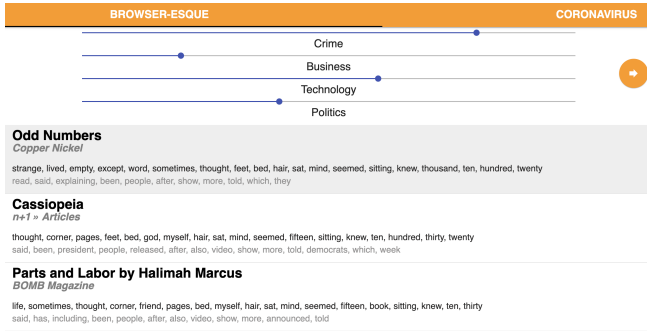 BROWSER-ESQUE CORONAVIRUS
Crime
Business
Technology
Politics
Odd Numbers
Copper Nickel
strange, lived, empty, except, word, sometimes, thought, feet, bed, hair, sat, mind, seemed, sitting, knew, thousand, ten, hundred, twenty
read, said, explaining, been, people, after, show, more, told, which, they
Cassiopeia
n+1 » Articles
thought, corner, pages, feet, bed, god, myself, hair, sat, mind, seemed, fifteen, sitting, knew, ten, hundred, thirty, twenty
said, been, president, people, released, after, also, video, show, more, told, democrats, which, week
Parts and Labor by Halimah Marcus
BOMB Magazine
life, sometimes, thought, corner, friend, pages, bed, myself, hair, sat, mind, seemed, fifteen, book, sitting, knew, ten, thirty
said, has, including, been, people, after, also, video, show, more, announced, told